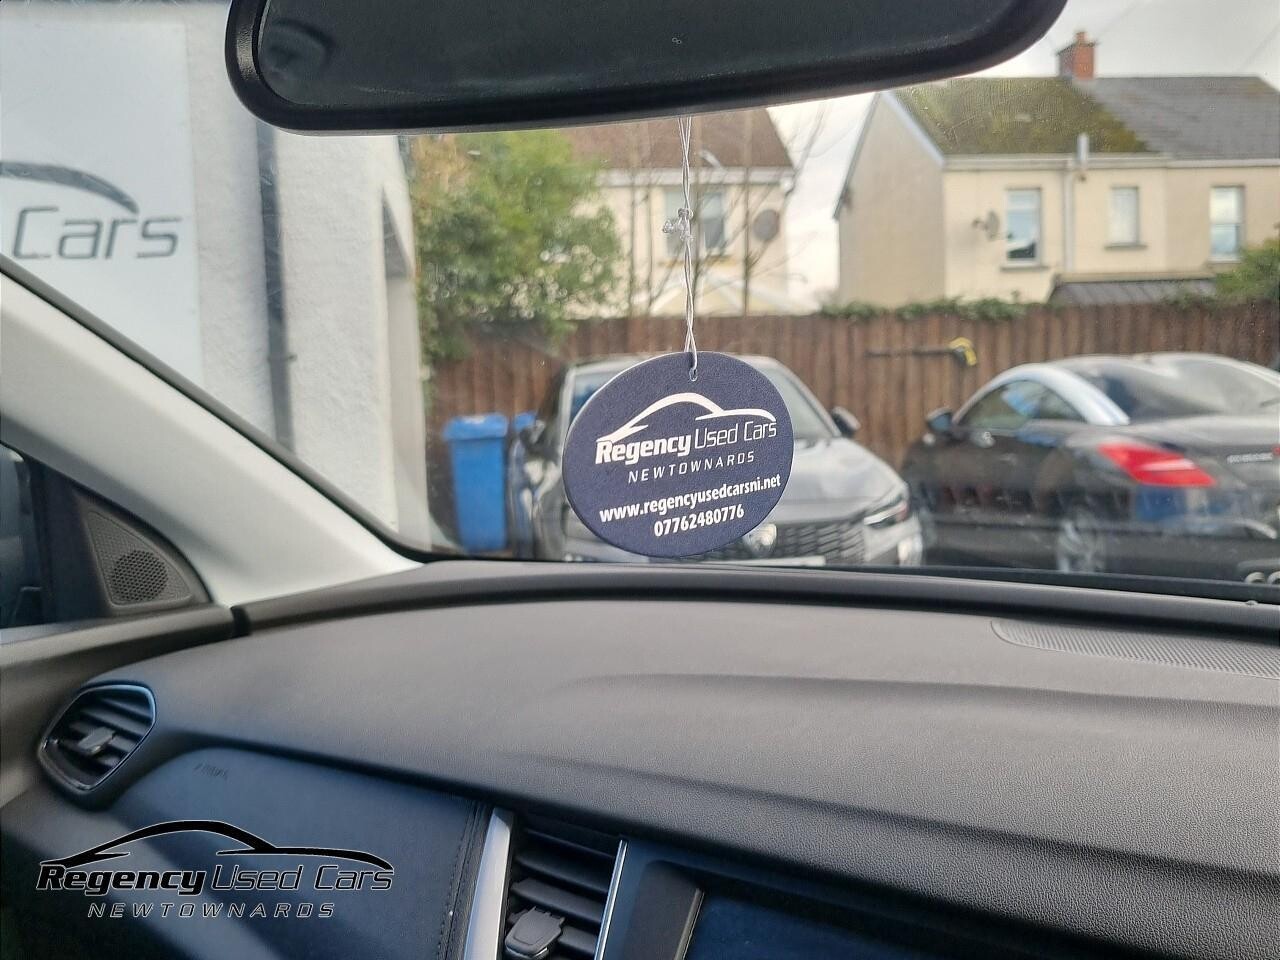 Cars
Regency Used Cars
NEWTOWNARDS
www.regencyusedcarsni.net
07762480776
Regency Used Cars
NEWTOWNARDS